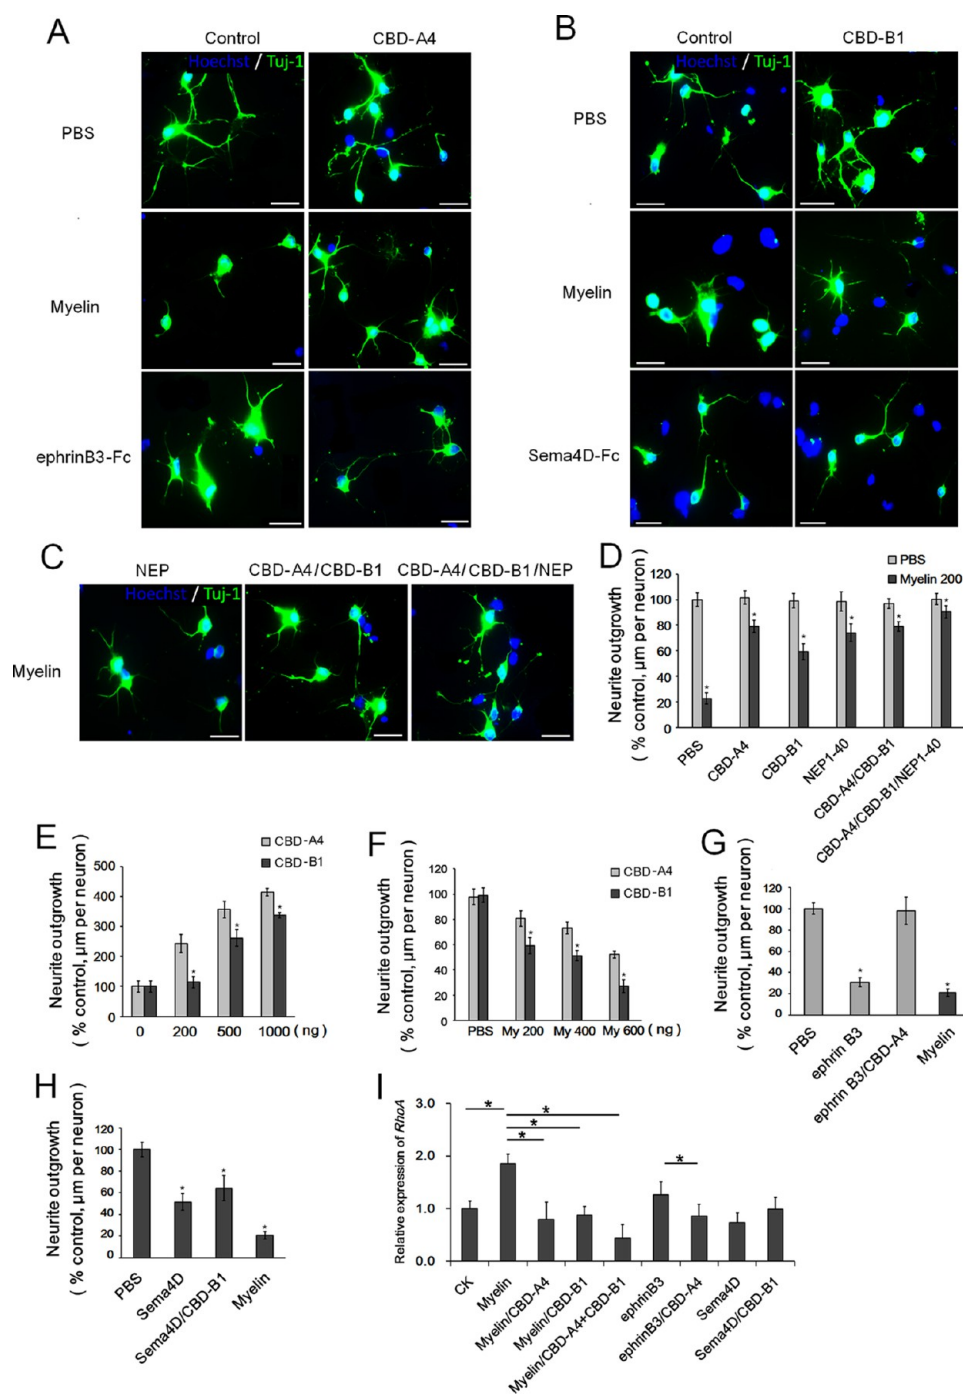 A
Control
CBD-A4
Hoechst / Tuj-1
PBS
Myelin
ephrinB3-Fc
B
Control
CBD-B1
Hoechst / Tuj-1
PBS
Myelin
Sema4D-Fc
C
NEP
CBD-A4/CBD-B1
CBD-A4/CBD-B1/NEP
Hoechst / Tuj-1
Myelin
D
PBS
Myelin 200
Neurite outgrowth
( % control, µm per neuron )
120
100
80
60
40
20
0
*
*
*
*
*
*
PBS
CBD-A4
CBD-B1
NEP1-40
CBD-A4/CBD-B1
CBD-A4/CBD-B1/NEP1-40
E
CBD-A4
CBD-B1
Neurite outgrowth
( % control, µm per neuron )
500
400
300
200
100
0
*
*
*
0 200 500 1000 ( ng )
F
CBD-A4
CBD-B1
Neurite outgrowth
( % control, µm per neuron )
120
100
80
60
40
20
0
*
*
*
PBS My 200 My 400 My 600 ( ng )
G
Neurite outgrowth
( % control, µm per neuron )
120
100
80
60
40
20
0
*
*
PBS
ephrin B3
ephrin B3/CBD-A4
Myelin
H
Neurite outgrowth
( % control, µm per neuron )
120
100
80
60
40
20
0
*
*
*
PBS
Sema4D
Sema4D/CBD-B1
Myelin
I
Relative expression of RhoA
3.0
2.0
1.0
0.0
*
*
*
*
*
CK
Myelin
Myelin/CBD-A4
Myelin/CBD-B1
Myelin/CBD-A4+CBD-B1
ephrinB3
ephrinB3/CBD-A4
Sema4D
Sema4D/CBD-B1